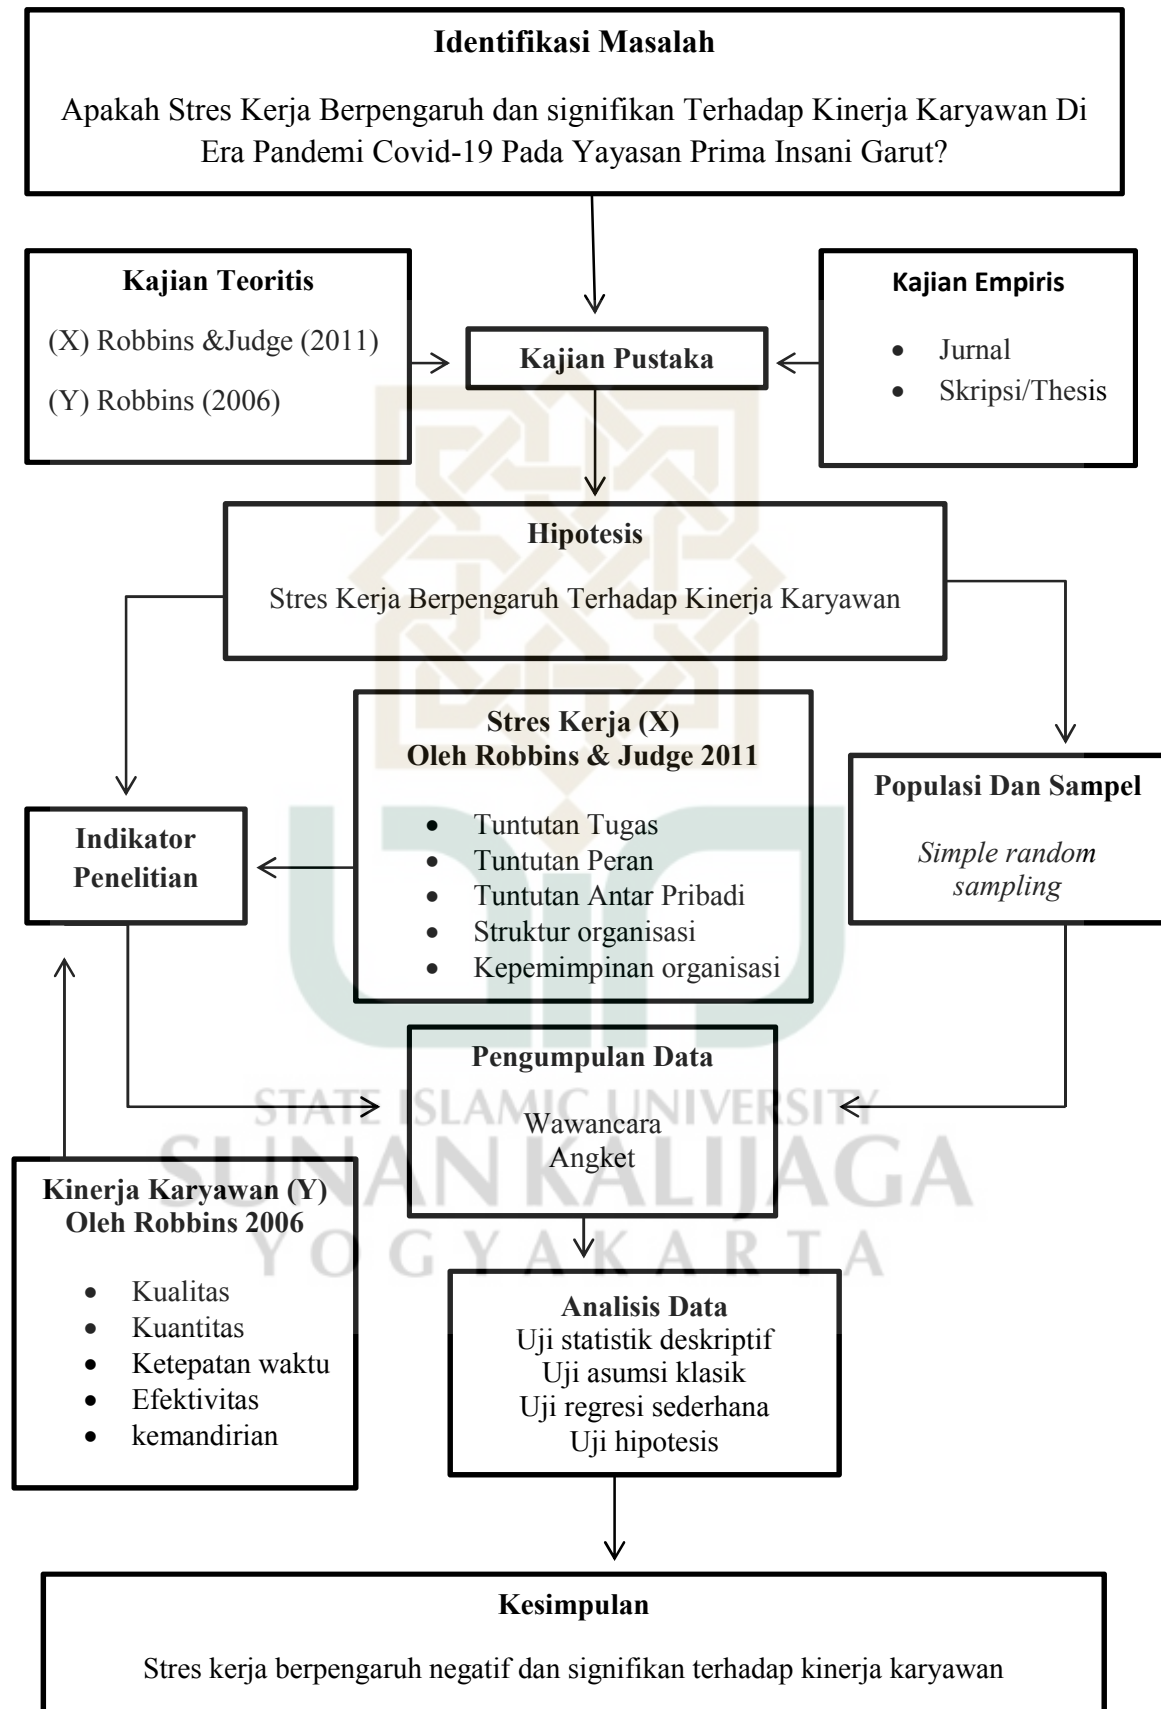 Identifikasi Masalah
Apakah Stres Kerja Berpengaruh dan signifikan Terhadap Kinerja Karyawan Di
Era Pandemi Covid-19 Pada Yayasan Prima Insani Garut?
Kajian Teoritis
(X) Robbins &Judge (2011)
(Y) Robbins (2006)
Kajian Pustaka
Kajian Empiris
• Jurnal
• Skripsi/Thesis
Hipotesis
Stres Kerja Berpengaruh Terhadap Kinerja Karyawan
Stres Kerja (X)
Oleh Robbins & Judge 2011
• Tuntutan Tugas
• Tuntutan Peran
• Tuntutan Antar Pribadi
• Struktur organisasi
• Kepemimpinan organisasi
Indikator
Penelitian
Populasi Dan Sampel
Simple random
sampling
Pengumpulan Data
Wawancara
Angket
STATE ISLAMIC UNIVERSITY
SUNAN KALIJAGA
YOGYAKARTA
Kinerja Karyawan (Y)
Oleh Robbins 2006
• Kualitas
• Kuantitas
• Ketepatan waktu
• Efektivitas
• kemandirian
Analisis Data
Uji statistik deskriptif
Uji asumsi klasik
Uji regresi sederhana
Uji hipotesis
Kesimpulan
Stres kerja berpengaruh negatif dan signifikan terhadap kinerja karyawan